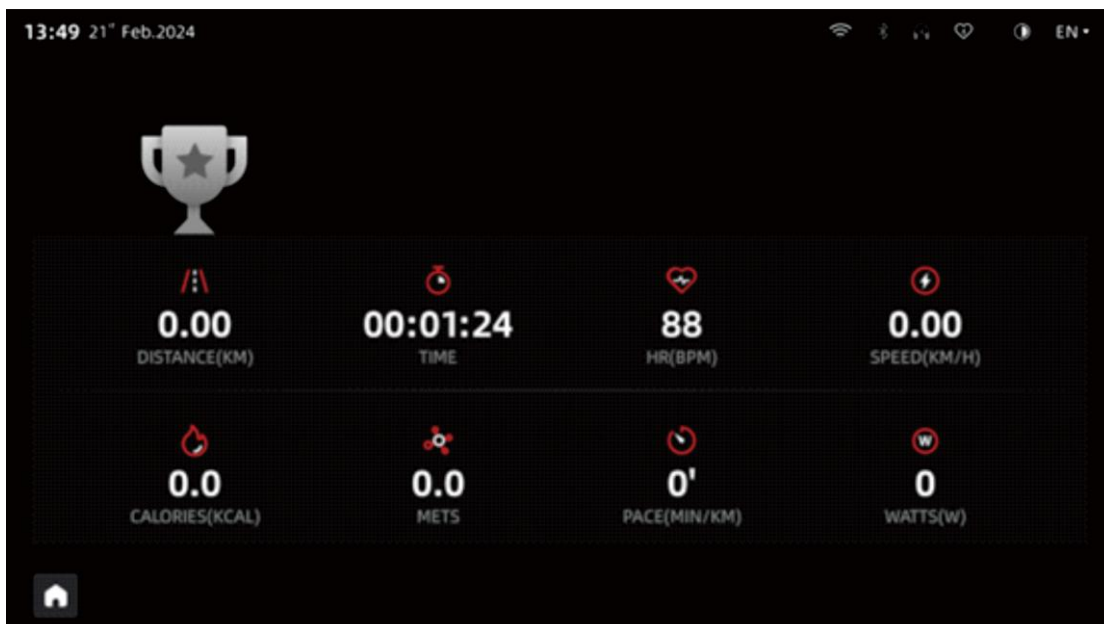 13:49 21st Feb.2024 EN
0.00 00:01:24 88 0.00
DISTANCE(KM) TIME HR(BPM) SPEED(KM/H)
W
0.0 0.0 0' 0
CALORIES(KCAL) METS PACE(MIN/KM) WATTS(W)